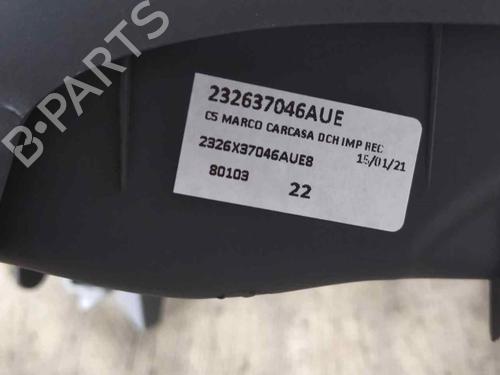 232637046AUE
C5 MARCO CARCASA DCH IMP REC
2326X37046AUE8 15/01/21
80103 22
B-PARTS